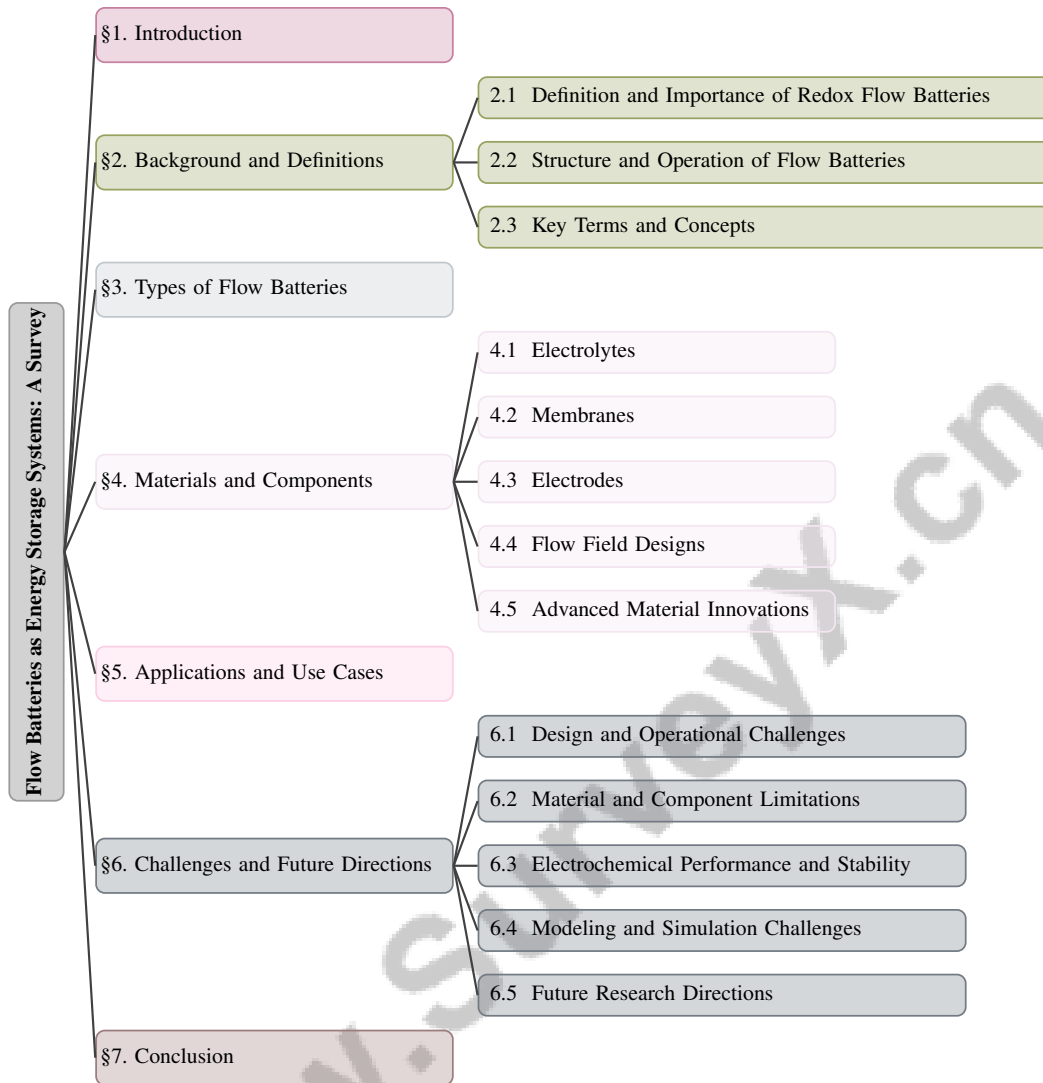 Flow Batteries as Energy Storage Systems: A Survey
§1. Introduction
§2. Background and Definitions
2.1 Definition and Importance of Redox Flow Batteries
2.2 Structure and Operation of Flow Batteries
2.3 Key Terms and Concepts
§3. Types of Flow Batteries
§4. Materials and Components
4.1 Electrolytes
4.2 Membranes
4.3 Electrodes
4.4 Flow Field Designs
4.5 Advanced Material Innovations
§5. Applications and Use Cases
§6. Challenges and Future Directions
6.1 Design and Operational Challenges
6.2 Material and Component Limitations
6.3 Electrochemical Performance and Stability
6.4 Modeling and Simulation Challenges
6.5 Future Research Directions
§7. Conclusion
w.surveyx.cn